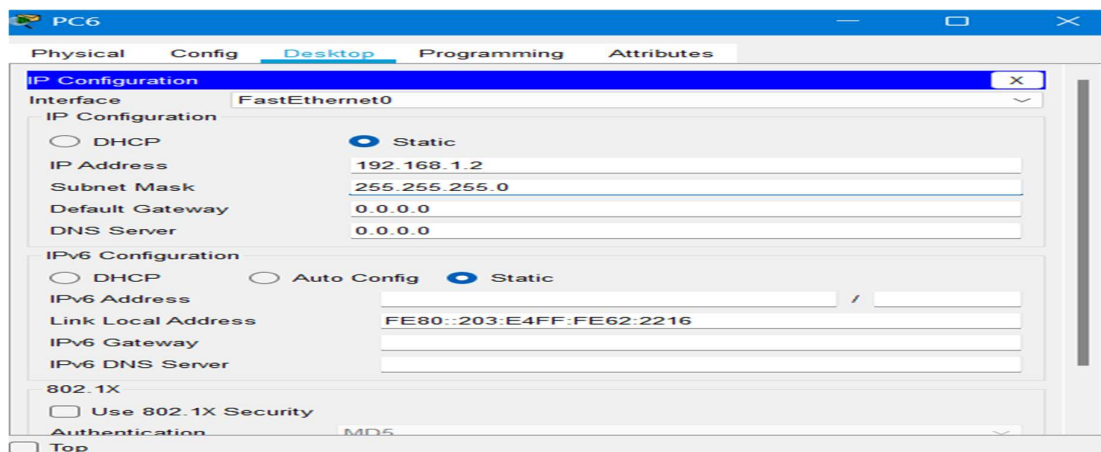 PC6
Physical Config Desktop Programming Attributes
IP Configuration X
Interface FastEthernet0
IP Configuration
DHCP Static
IP Address 192.168.1.2
Subnet Mask 255.255.255.0
Default Gateway 0.0.0.0
DNS Server 0.0.0.0
IPv6 Configuration
DHCP Auto Config Static
IPv6 Address /
Link Local Address FE80::203:E4FF:FE62:2216
IPv6 Gateway
IPv6 DNS Server
802.1X
Use 802.1X Security
Authentication MD5
Top